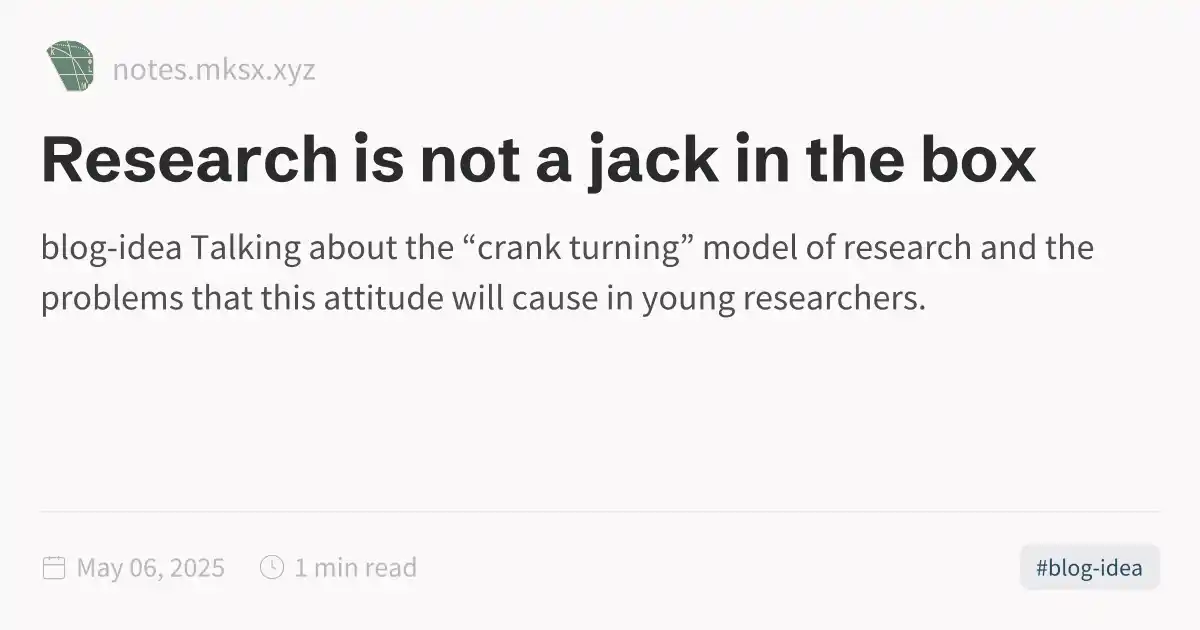 notes.mksx.xyz
Research is not a jack in the box
blog-idea Talking about the “crank turning” model of research and the
problems that this attitude will cause in young researchers.
May 06, 2025
1 min read
#blog-idea